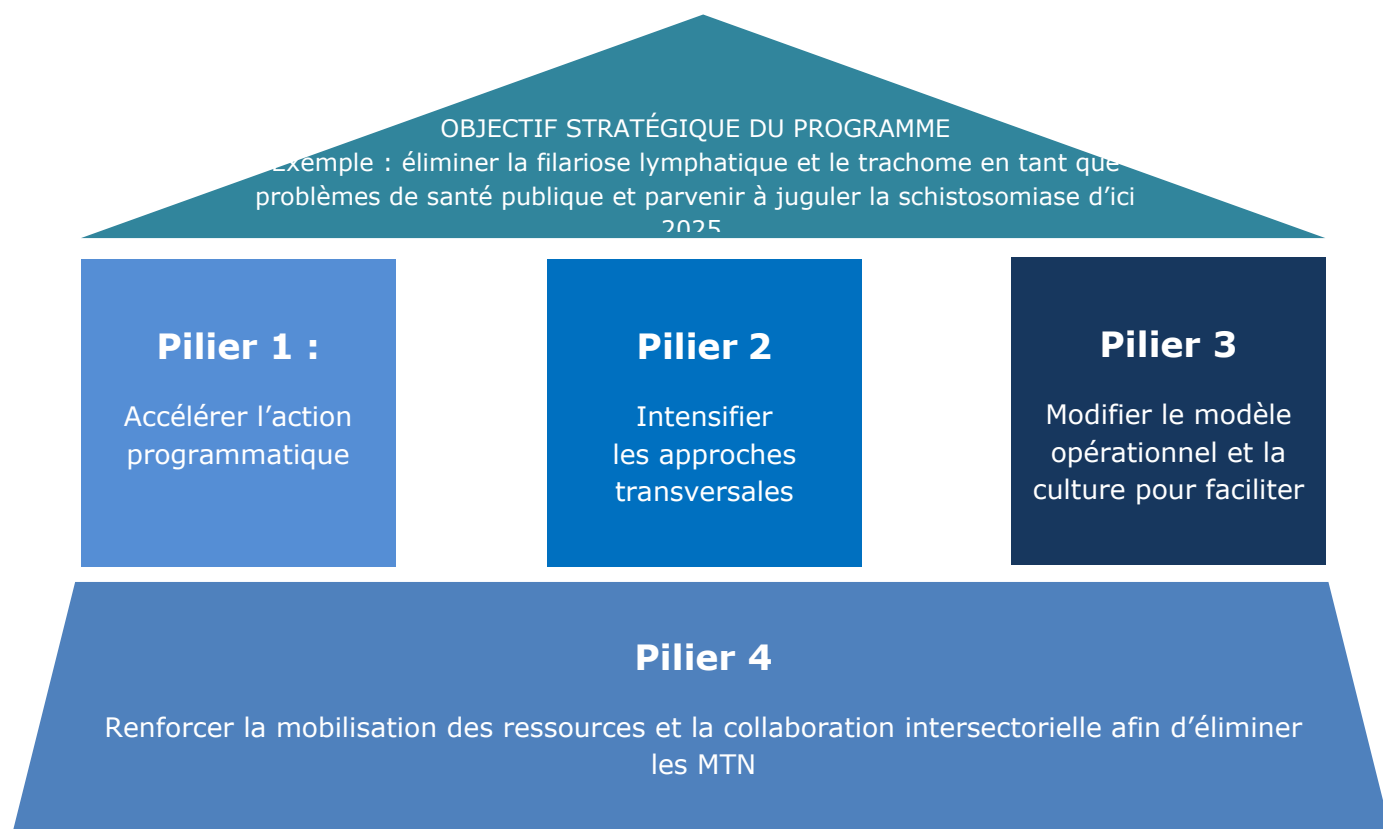 OBJECTIF STRATÉGIQUE DU PROGRAMME
Exemple : éliminer la filariose lymphatique et le trachome en tant que
problèmes de santé publique et parvenir à juguler la schistosomiase d’ici
2025
Pilier 1 :
Accélérer l’action
programmatique
Pilier 2
Intensifier
les approches
transversales
Pilier 3
Modifier le modèle
opérationnel et la
culture pour faciliter
Pilier 4
Renforcer la mobilisation des ressources et la collaboration intersectorielle afin d’éliminer
les MTN